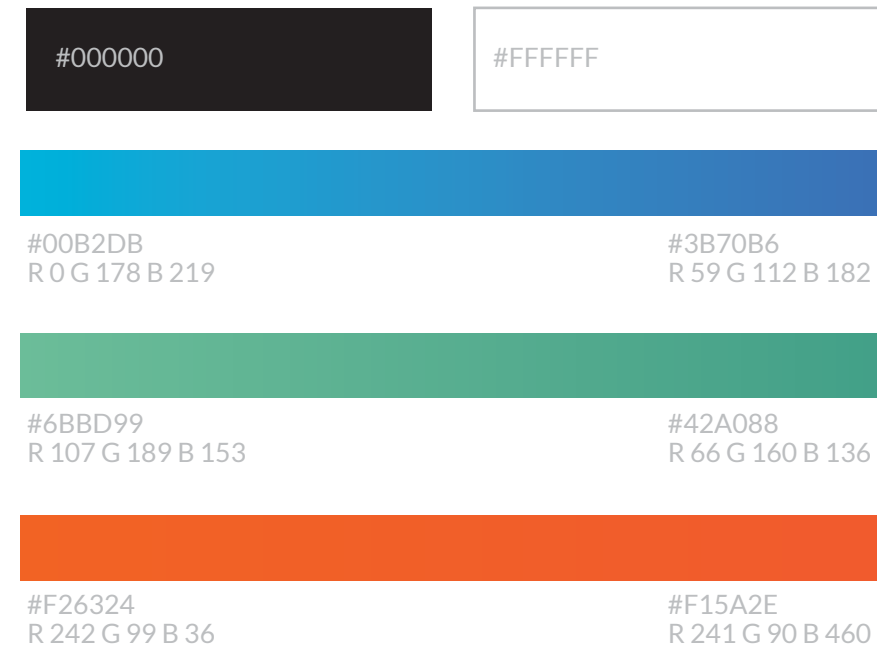 #000000
#FFFFFF
#00B2DB
R 0 G 178 B 219
#3B70B6
R 59 G 112 B 182
#6BBD99
R 107 G 189 B 153
#42A088
R 66 G 160 B 136
#F26324
R 242 G 99 B 36
#F15A2E
R 241 G 90 B 460